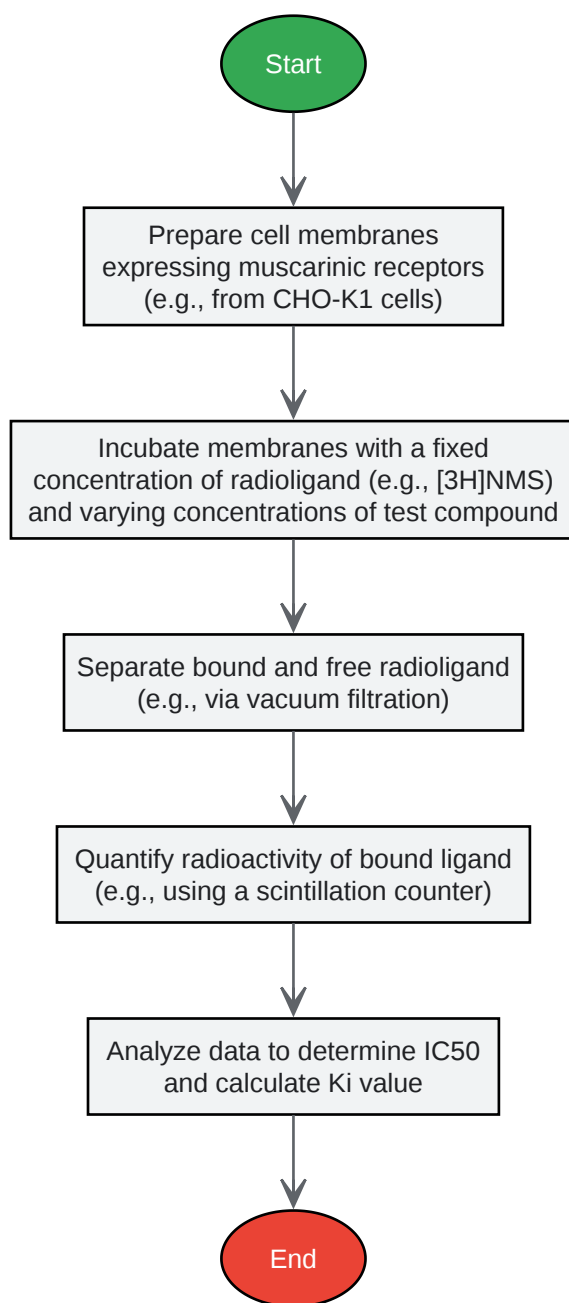 Start
Prepare cell membranes
expressing muscarinic receptors
(e.g., from CHO-K1 cells)
Incubate membranes with a fixed
concentration of radioligand (e.g., [3H]NMS)
and varying concentrations of test compound
Separate bound and free radioligand
(e.g., via vacuum filtration)
Quantify radioactivity of bound ligand
(e.g., using a scintillation counter)
Analyze data to determine IC50
and calculate Ki value
End